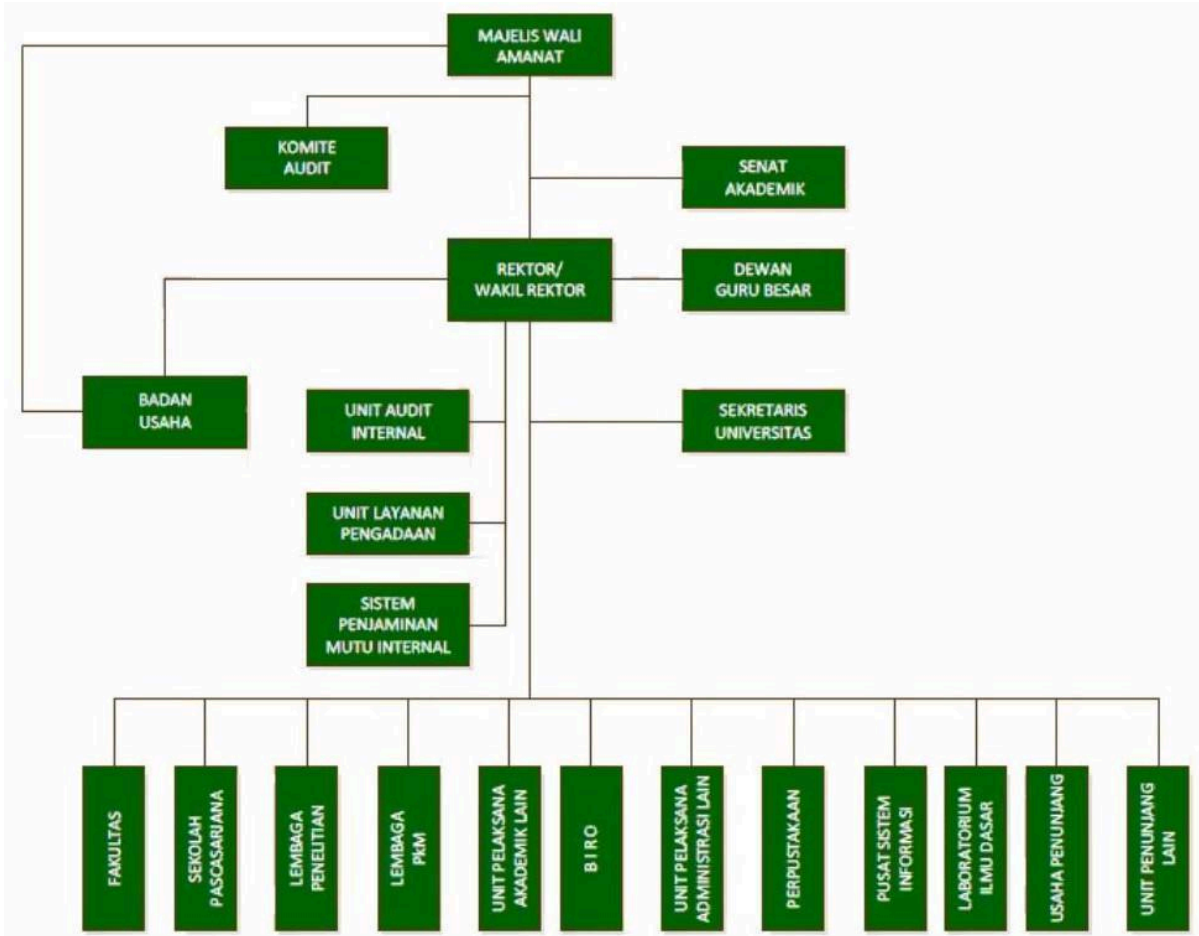 MAJELIS WALI
AMANAT
KOMITE
AUDIT
SENAT
AKADEMIK
REKTOR/
WAKIL REKTOR
DEWAN
GURU BESAR
BADAN
USAHA
UNIT AUDIT
INTERNAL
SEKRETARIS
UNIVERSITAS
UNIT LAYANAN
PENGADAAN
SISTEM
PENJAMINAN
MUTU INTERNAL
FAKULTAS
SEKOLAH
PASCASARJANA
LEMBAGA
PENELITIAN
LEMBAGA
PkM
UNIT PELAKSANA
AKADEMIK LAIN
B I R O
UNIT PELAKSANA
ADMINISTRASI LAIN
PERPUSTAKAAN
PUSAT SISTEM
INFORMASI
LABORATORIUM
ILMU DASAR
USAHA PENUNJANG
UNIT PENUNJANG
LAIN